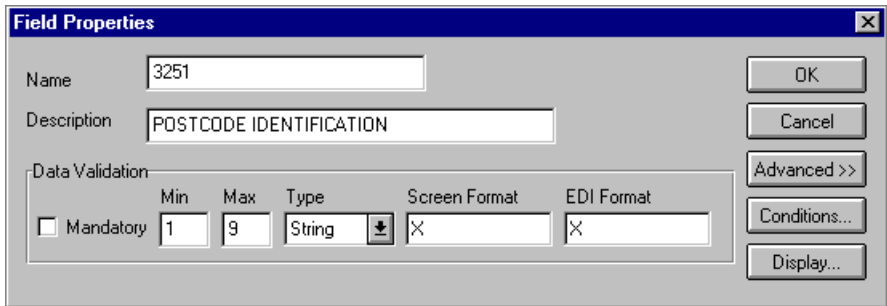 Field Properties
Name 3251 OK
Description POSTCODE IDENTIFICATION Cancel
Data Validation Advanced >>
Min Max Type Screen Format EDI Format
Mandatory 1 9 String X X Conditions...
Display...